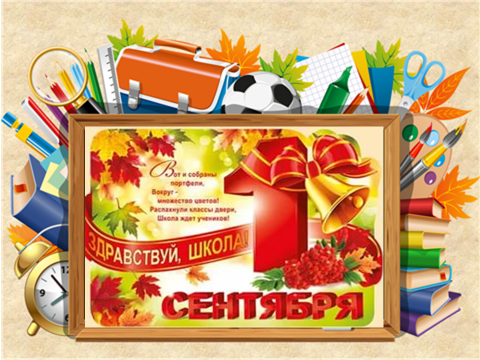 Вот и собраны
портфели,
Вокруг -
множество цветов!
Распахнули классы двери,
Школа ждет учеников!
ЗДРАВСТВУЙ, ШКОЛА!
1
СЕНТЯБРЯ